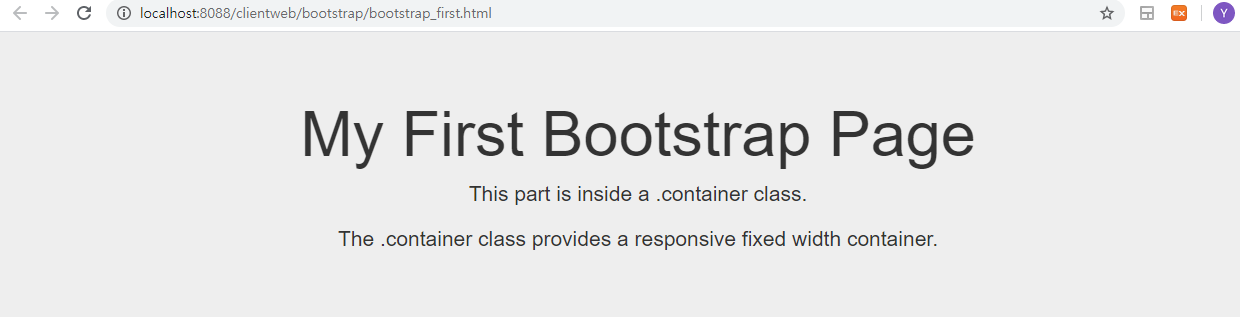 localhost:8088/clientweb/bootstrap/bootstrap_first.html
EX
Y
My First Bootstrap Page
This part is inside a .container class.
The .container class provides a responsive fixed width container.